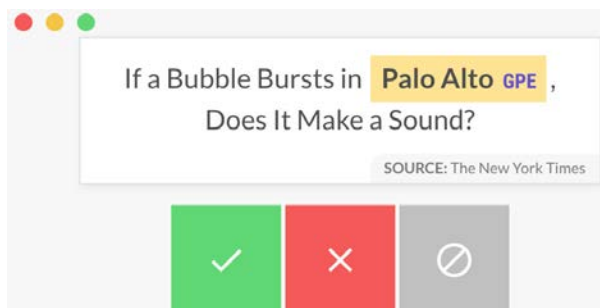 If a Bubble Bursts in Palo Alto GPE ,
Does It Make a Sound?
SOURCE: The New York Times